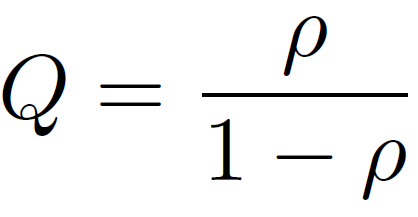 Q = ρ / (1 − ρ)